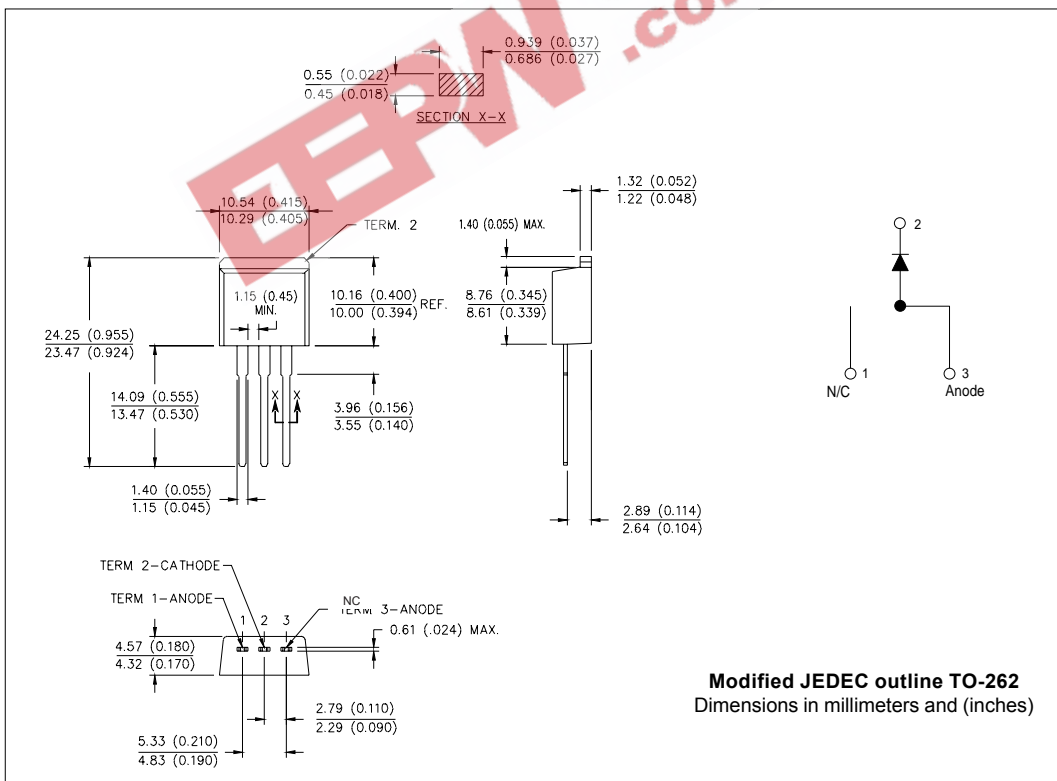 EEPW .com
0.939 (0.037)
0.686 (0.027)
0.55 (0.022)
0.45 (0.018)
SECTION X-X
1.32 (0.052)
1.22 (0.048)
10.54 (0.415)
10.29 (0.405)
TERM. 2
1.40 (0.055) MAX.
2
1.15 (0.45)
MIN.
10.16 (0.400)
10.00 (0.394)
REF.
8.76 (0.345)
8.61 (0.339)
24.25 (0.955)
23.47 (0.924)
14.09 (0.555)
13.47 (0.530)
X X
3.96 (0.156)
3.55 (0.140)
1
N/C
3
Anode
1.40 (0.055)
1.15 (0.045)
2.89 (0.114)
2.64 (0.104)
TERM 2-CATHODE
TERM 1-ANODE
NC
TERM 3-ANODE
1 2 3
0.61 (.024) MAX.
4.57 (0.180)
4.32 (0.170)
2.79 (0.110)
2.29 (0.090)
5.33 (0.210)
4.83 (0.190)
Modified JEDEC outline TO-262
Dimensions in millimeters and (inches)